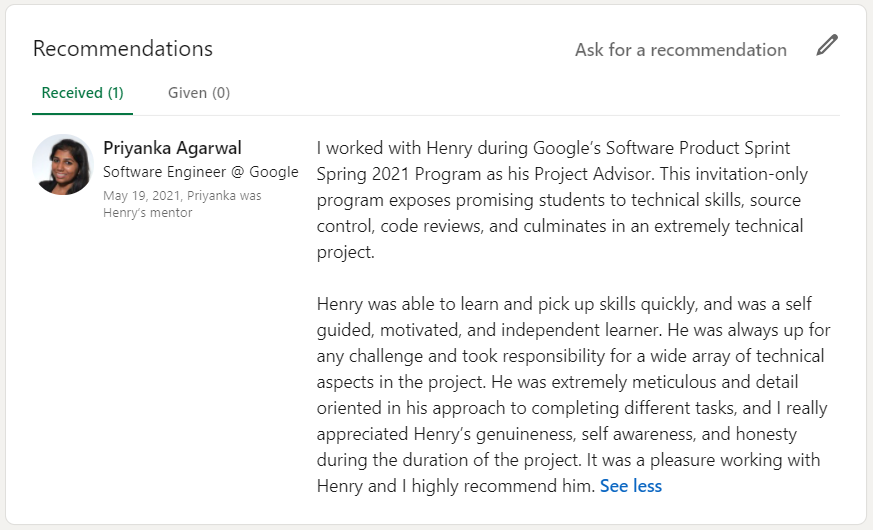 Recommendations
Ask for a recommendation
Received (1)
Given (0)
Priyanka Agarwal
Software Engineer @ Google
May 19, 2021, Priyanka was
Henry's mentor
I worked with Henry during Google's Software Product Sprint
Spring 2021 Program as his Project Advisor. This invitation-only
program exposes promising students to technical skills, source
control, code reviews, and culminates in an extremely technical
project.
Henry was able to learn and pick up skills quickly, and was a self
guided, motivated, and independent learner. He was always up for
any challenge and took responsibility for a wide array of technical
aspects in the project. He was extremely meticulous and detail
oriented in his approach to completing different tasks, and I really
appreciated Henry's genuineness, self awareness, and honesty
during the duration of the project. It was a pleasure working with
Henry and I highly recommend him. See less